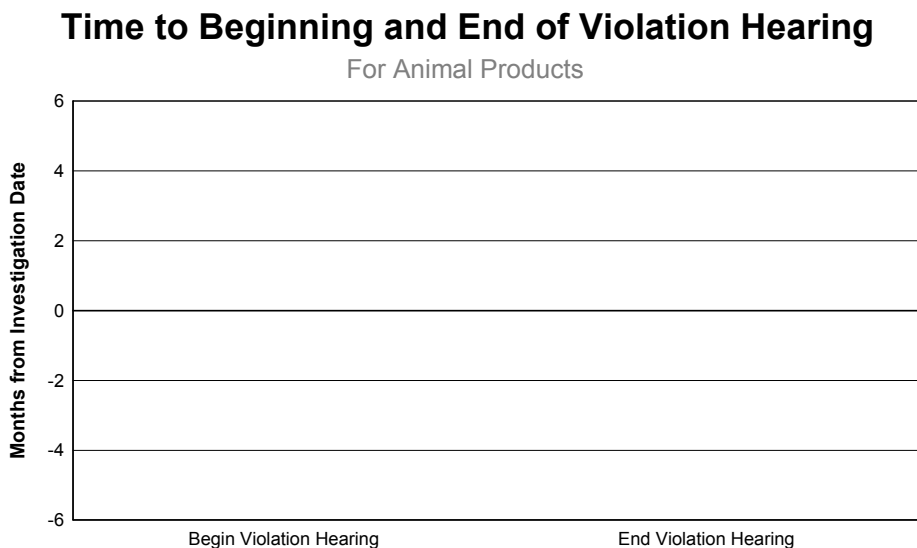 Time to Beginning and End of Violation Hearing
For Animal Products
Months from Investigation Date
6
4
2
0
-2
-4
-6
Begin Violation Hearing
End Violation Hearing